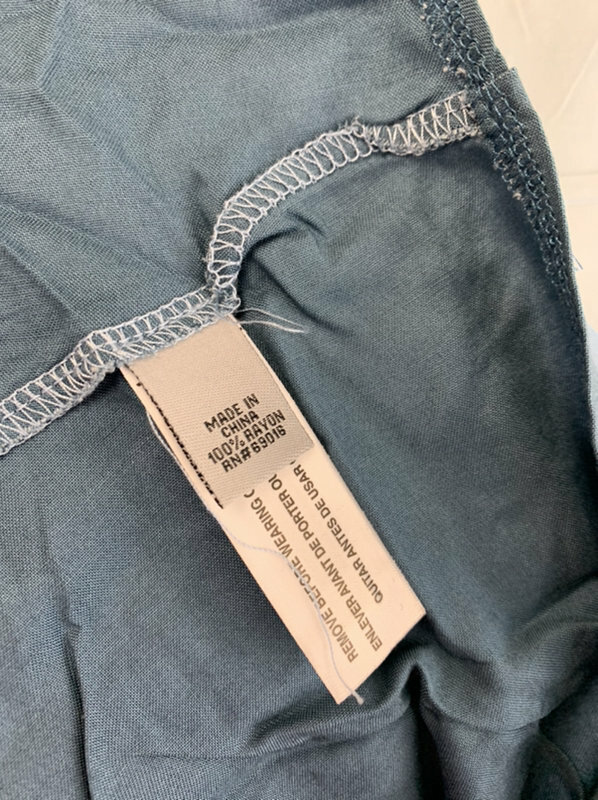 MADE IN
CHINA
100% RAYON
RN# 69016
REMOVE BEFORE WEARING
ENLEVER AVANT DE PORTER
QUITAR ANTES DE USAR